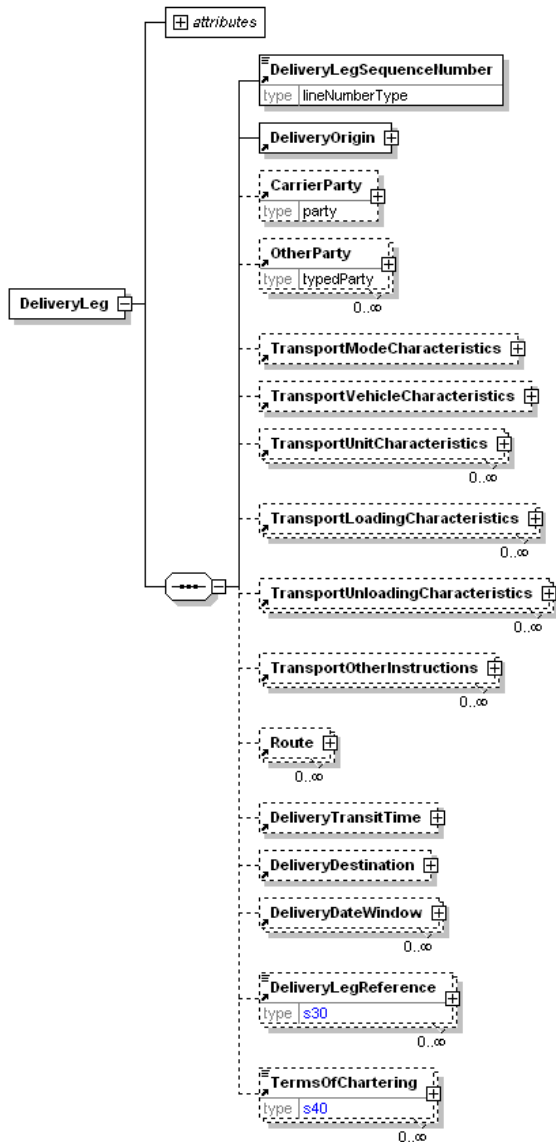 attributes
DeliveryLegSequenceNumber
type lineNumberType
DeliveryOrigin
CarrierParty
type party
OtherParty
type typedParty
0..∞
DeliveryLeg
TransportModeCharacteristics
TransportVehicleCharacteristics
TransportUnitCharacteristics
0..∞
TransportLoadingCharacteristics
0..∞
TransportUnloadingCharacteristics
0..∞
TransportOtherInstructions
0..∞
Route
0..∞
DeliveryTransitTime
DeliveryDestination
DeliveryDateWindow
0..∞
DeliveryLegReference
type s30
0..∞
TermsOfChartering
type s40
0..∞